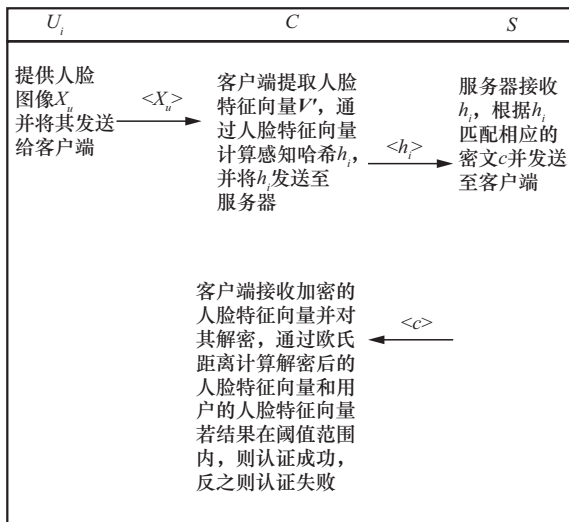 U_i
C
S
提供人脸
图像X_u
并将其发送
给客户端
<X_u>
客户端提取人脸
特征向量V′，通
过人脸特征向量
计算感知哈希h_i，
并将h_i发送至
服务器
<h_i>
服务器接收
h_i，根据h_i
匹配相应的
密文c并发送
至客户端
客户端接收加密的
人脸特征向量并对
其解密，通过欧氏
距离计算解密后的
人脸特征向量和用
户的人脸特征向量
若结果在阈值范围
内，则认证成功，
反之则认证失败
<c>